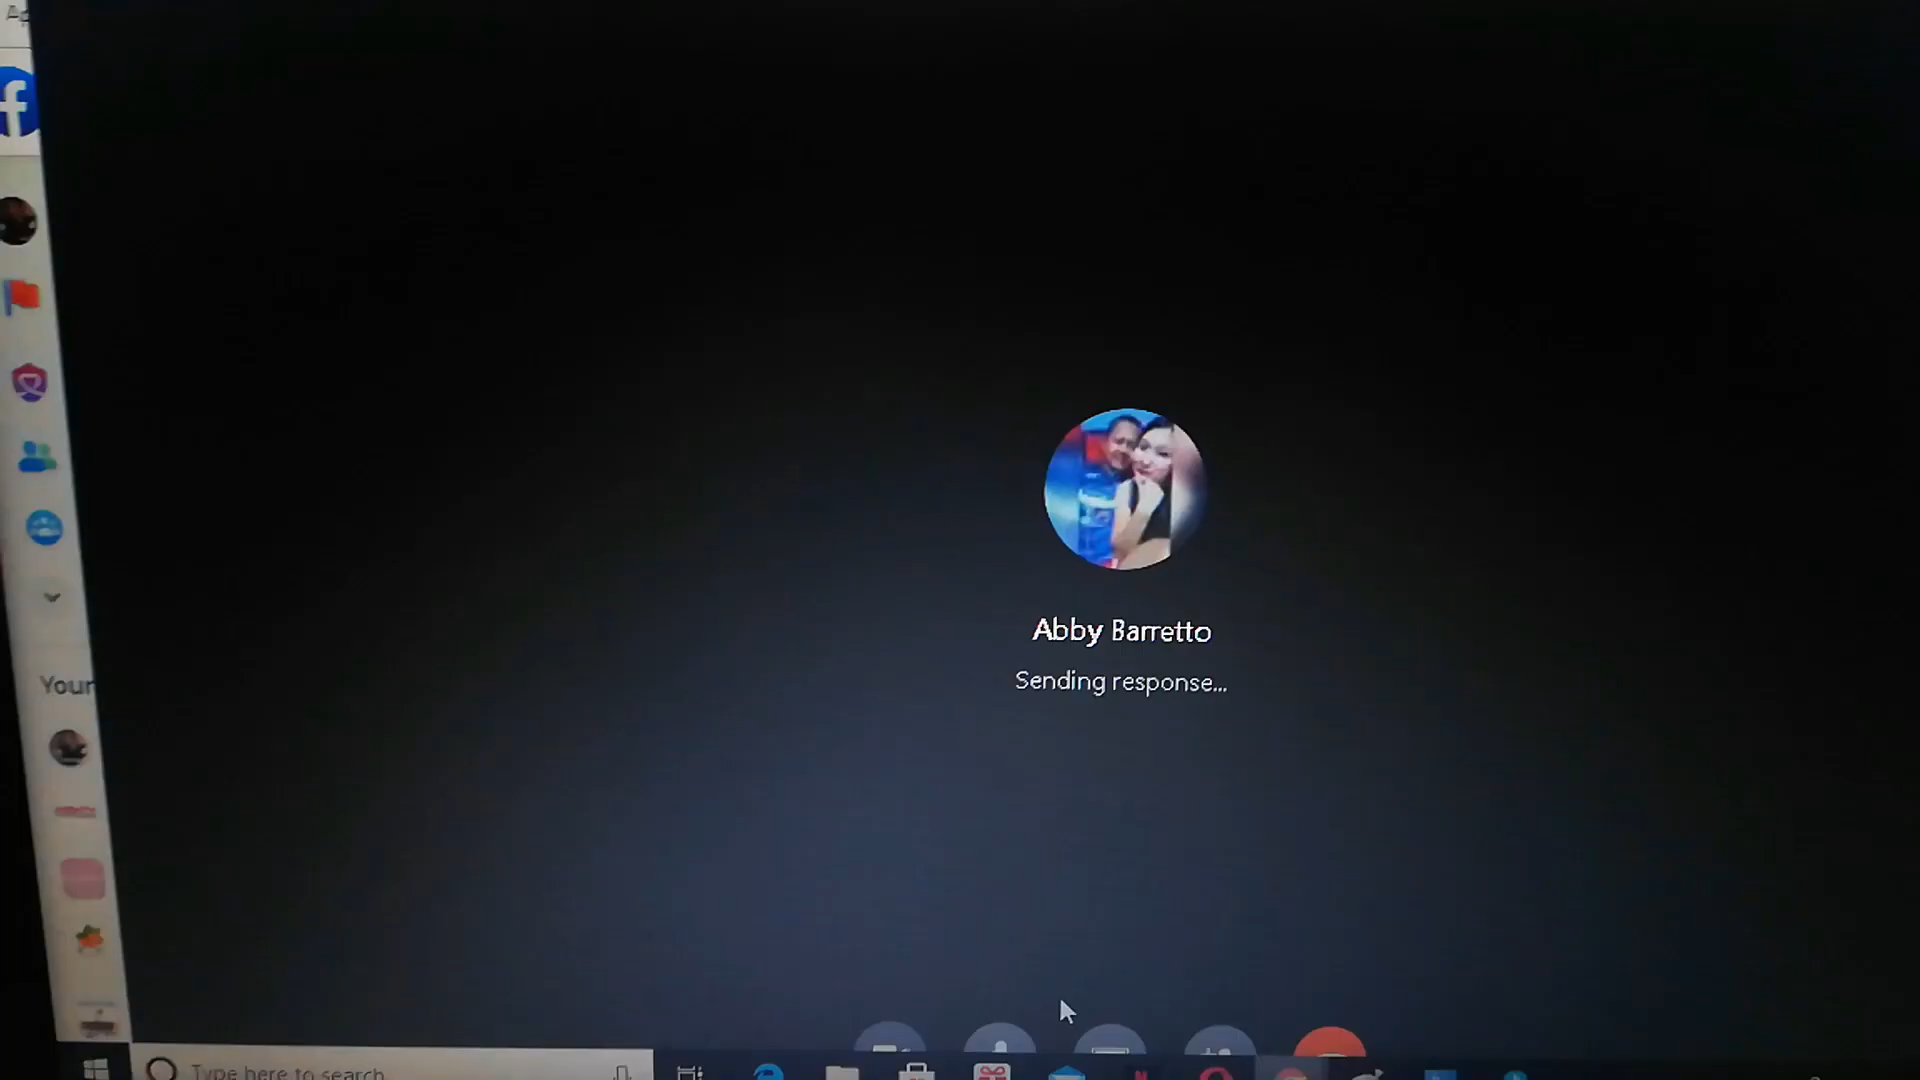 Your
Abby Barretto
Sending response...
Type here to search